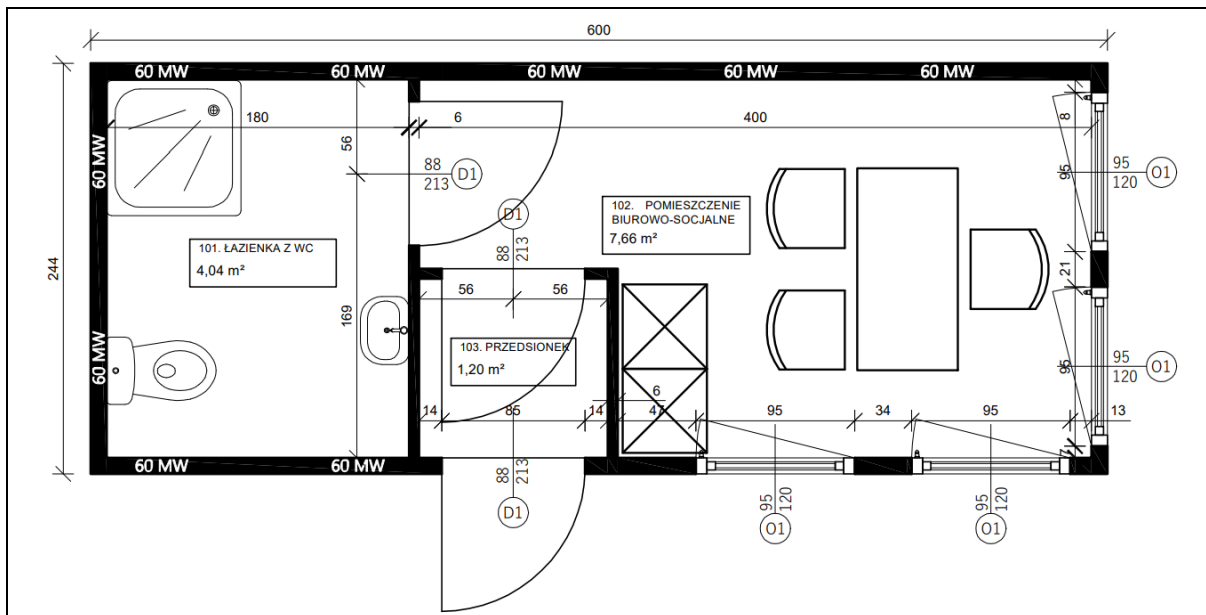 600
60 MW
60 MW
60 MW
60 MW
60 MW
180
6
400
8
56
88
213
D1
95
95
120
O1
60 MW
102. POMIESZCZENIE
BIUROWO-SOCJALNE
7,66 m²
D1
88
213
101. ŁAZIENKA Z WC
4,04 m²
244
21
56
56
169
103. PRZEDSIONEK
1,20 m²
60 MW
95
95
120
O1
6
14
85
14
47
95
34
95
13
7
60 MW
60 MW
88
213
D1
95
120
O1
95
120
O1